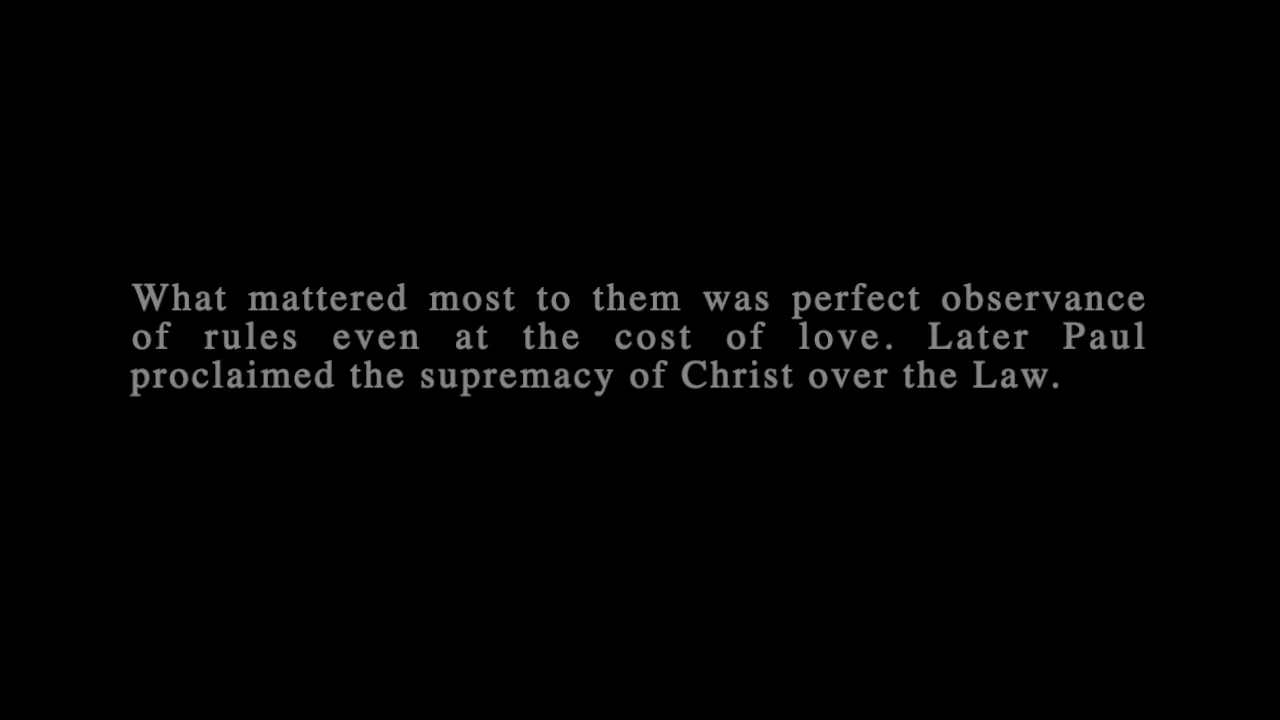 What mattered most to them was perfect observance
of rules even at the cost of love. Later Paul
proclaimed the supremacy of Christ over the Law.